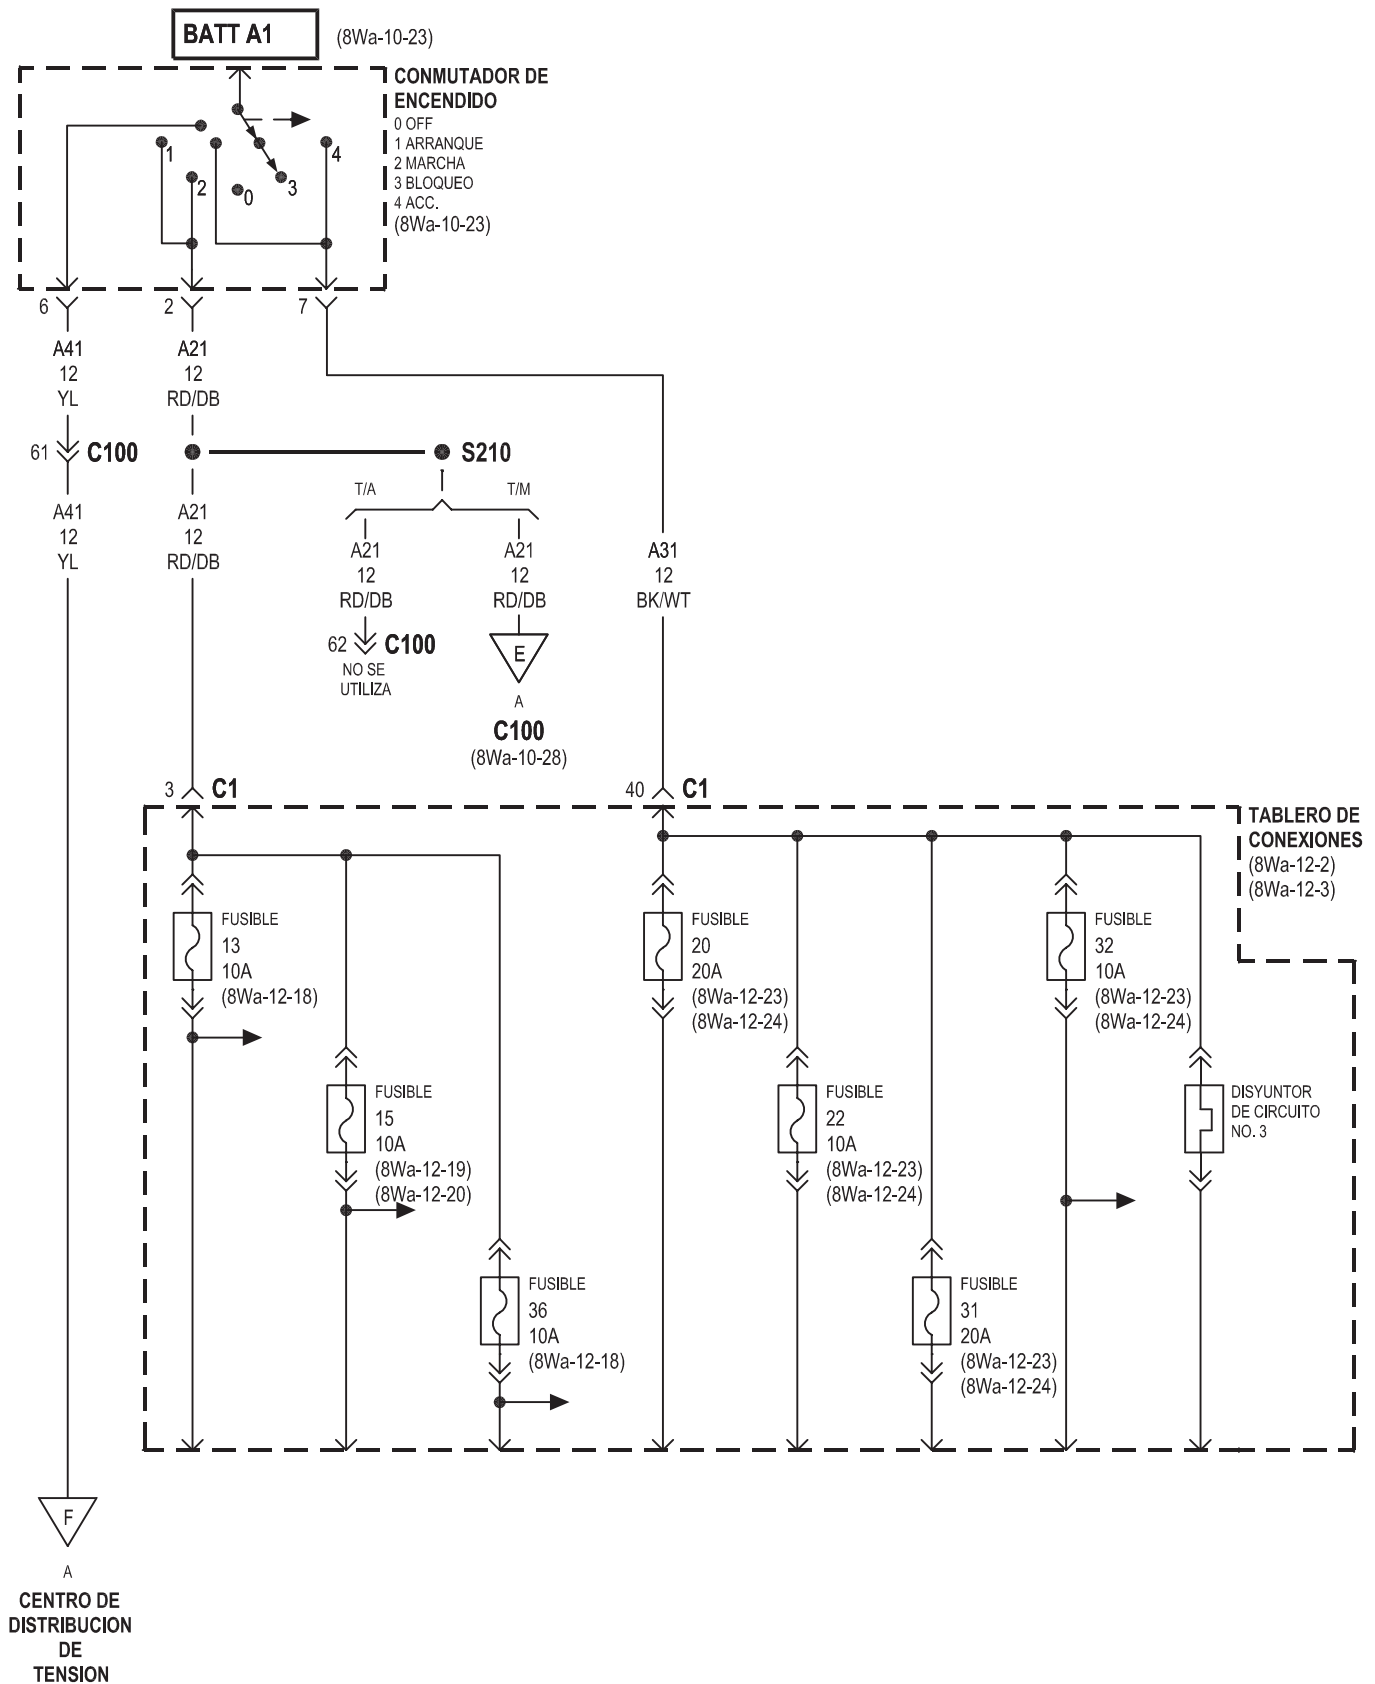 BATT A1
(8Wa-10-23)
CONMUTADOR DE
ENCENDIDO
0 OFF
1 ARRANQUE
2 MARCHA
3 BLOQUEO
4 ACC.
(8Wa-10-23)
1
2
0
3
4
6
2
7
A41
12
YL
A21
12
RD/DB
61
C100
S210
A41
12
YL
A21
12
RD/DB
T/A
T/M
A21
12
RD/DB
A21
12
RD/DB
A31
12
BK/WT
62
C100
NO SE
UTILIZA
E
A
C100
(8Wa-10-28)
3
C1
40
C1
TABLERO DE
CONEXIONES
(8Wa-12-2)
(8Wa-12-3)
FUSIBLE
13
10A
(8Wa-12-18)
FUSIBLE
20
20A
(8Wa-12-23)
(8Wa-12-24)
FUSIBLE
32
10A
(8Wa-12-23)
(8Wa-12-24)
FUSIBLE
15
10A
(8Wa-12-19)
(8Wa-12-20)
FUSIBLE
22
10A
(8Wa-12-23)
(8Wa-12-24)
DISYUNTOR
DE CIRCUITO
NO. 3
FUSIBLE
36
10A
(8Wa-12-18)
FUSIBLE
31
20A
(8Wa-12-23)
(8Wa-12-24)
F
A
CENTRO DE
DISTRIBUCION
DE
TENSION